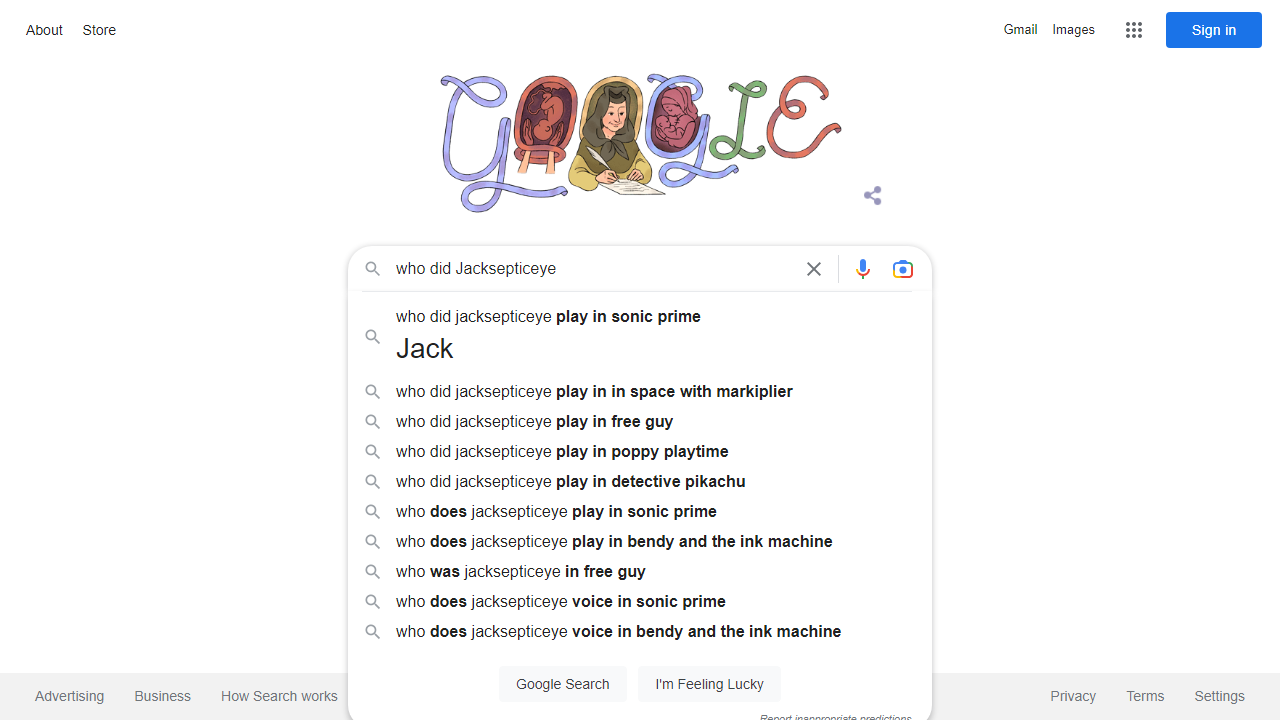 About Store
Gmail Images Sign in
GOOGLE
who did Jacksepticeye
who did jacksepticeye play in sonic prime
Jack
who did jacksepticeye play in in space with markiplier
who did jacksepticeye play in free guy
who did jacksepticeye play in poppy playtime
who did jacksepticeye play in detective pikachu
who does jacksepticeye play in sonic prime
who does jacksepticeye play in bendy and the ink machine
who was jacksepticeye in free guy
who does jacksepticeye voice in sonic prime
who does jacksepticeye voice in bendy and the ink machine
Google Search I'm Feeling Lucky
Advertising Business How Search works
Privacy Terms Settings
Report inappropriate predictions